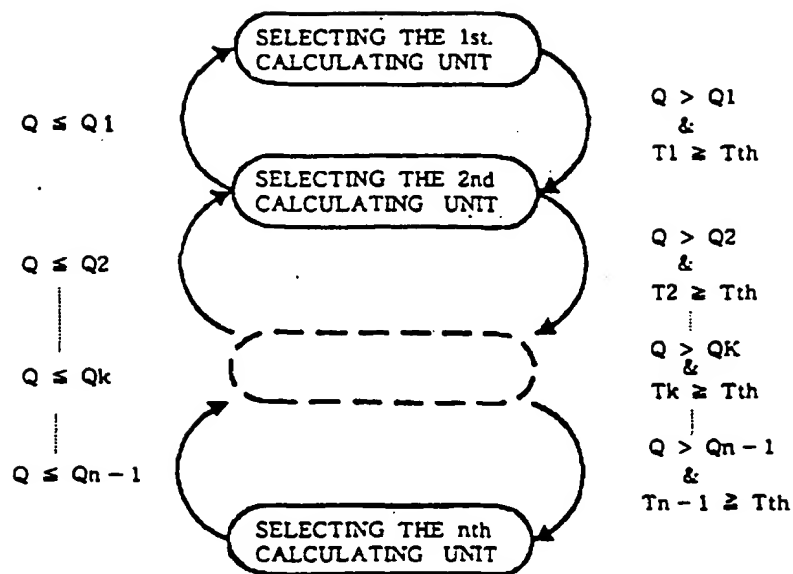 SELECTING THE 1st.
CALCULATING UNIT
Q ≦ Q1
Q > Q1
&
T1 ≧ Tth
SELECTING THE 2nd
CALCULATING UNIT
Q ≦ Q2
Q > Q2
&
T2 ≧ Tth
Q ≦ Qk
Q > QK
&
Tk ≧ Tth
Q ≦ Qn-1
Q > Qn-1
&
Tn-1 ≧ Tth
SELECTING THE nth
CALCULATING UNIT